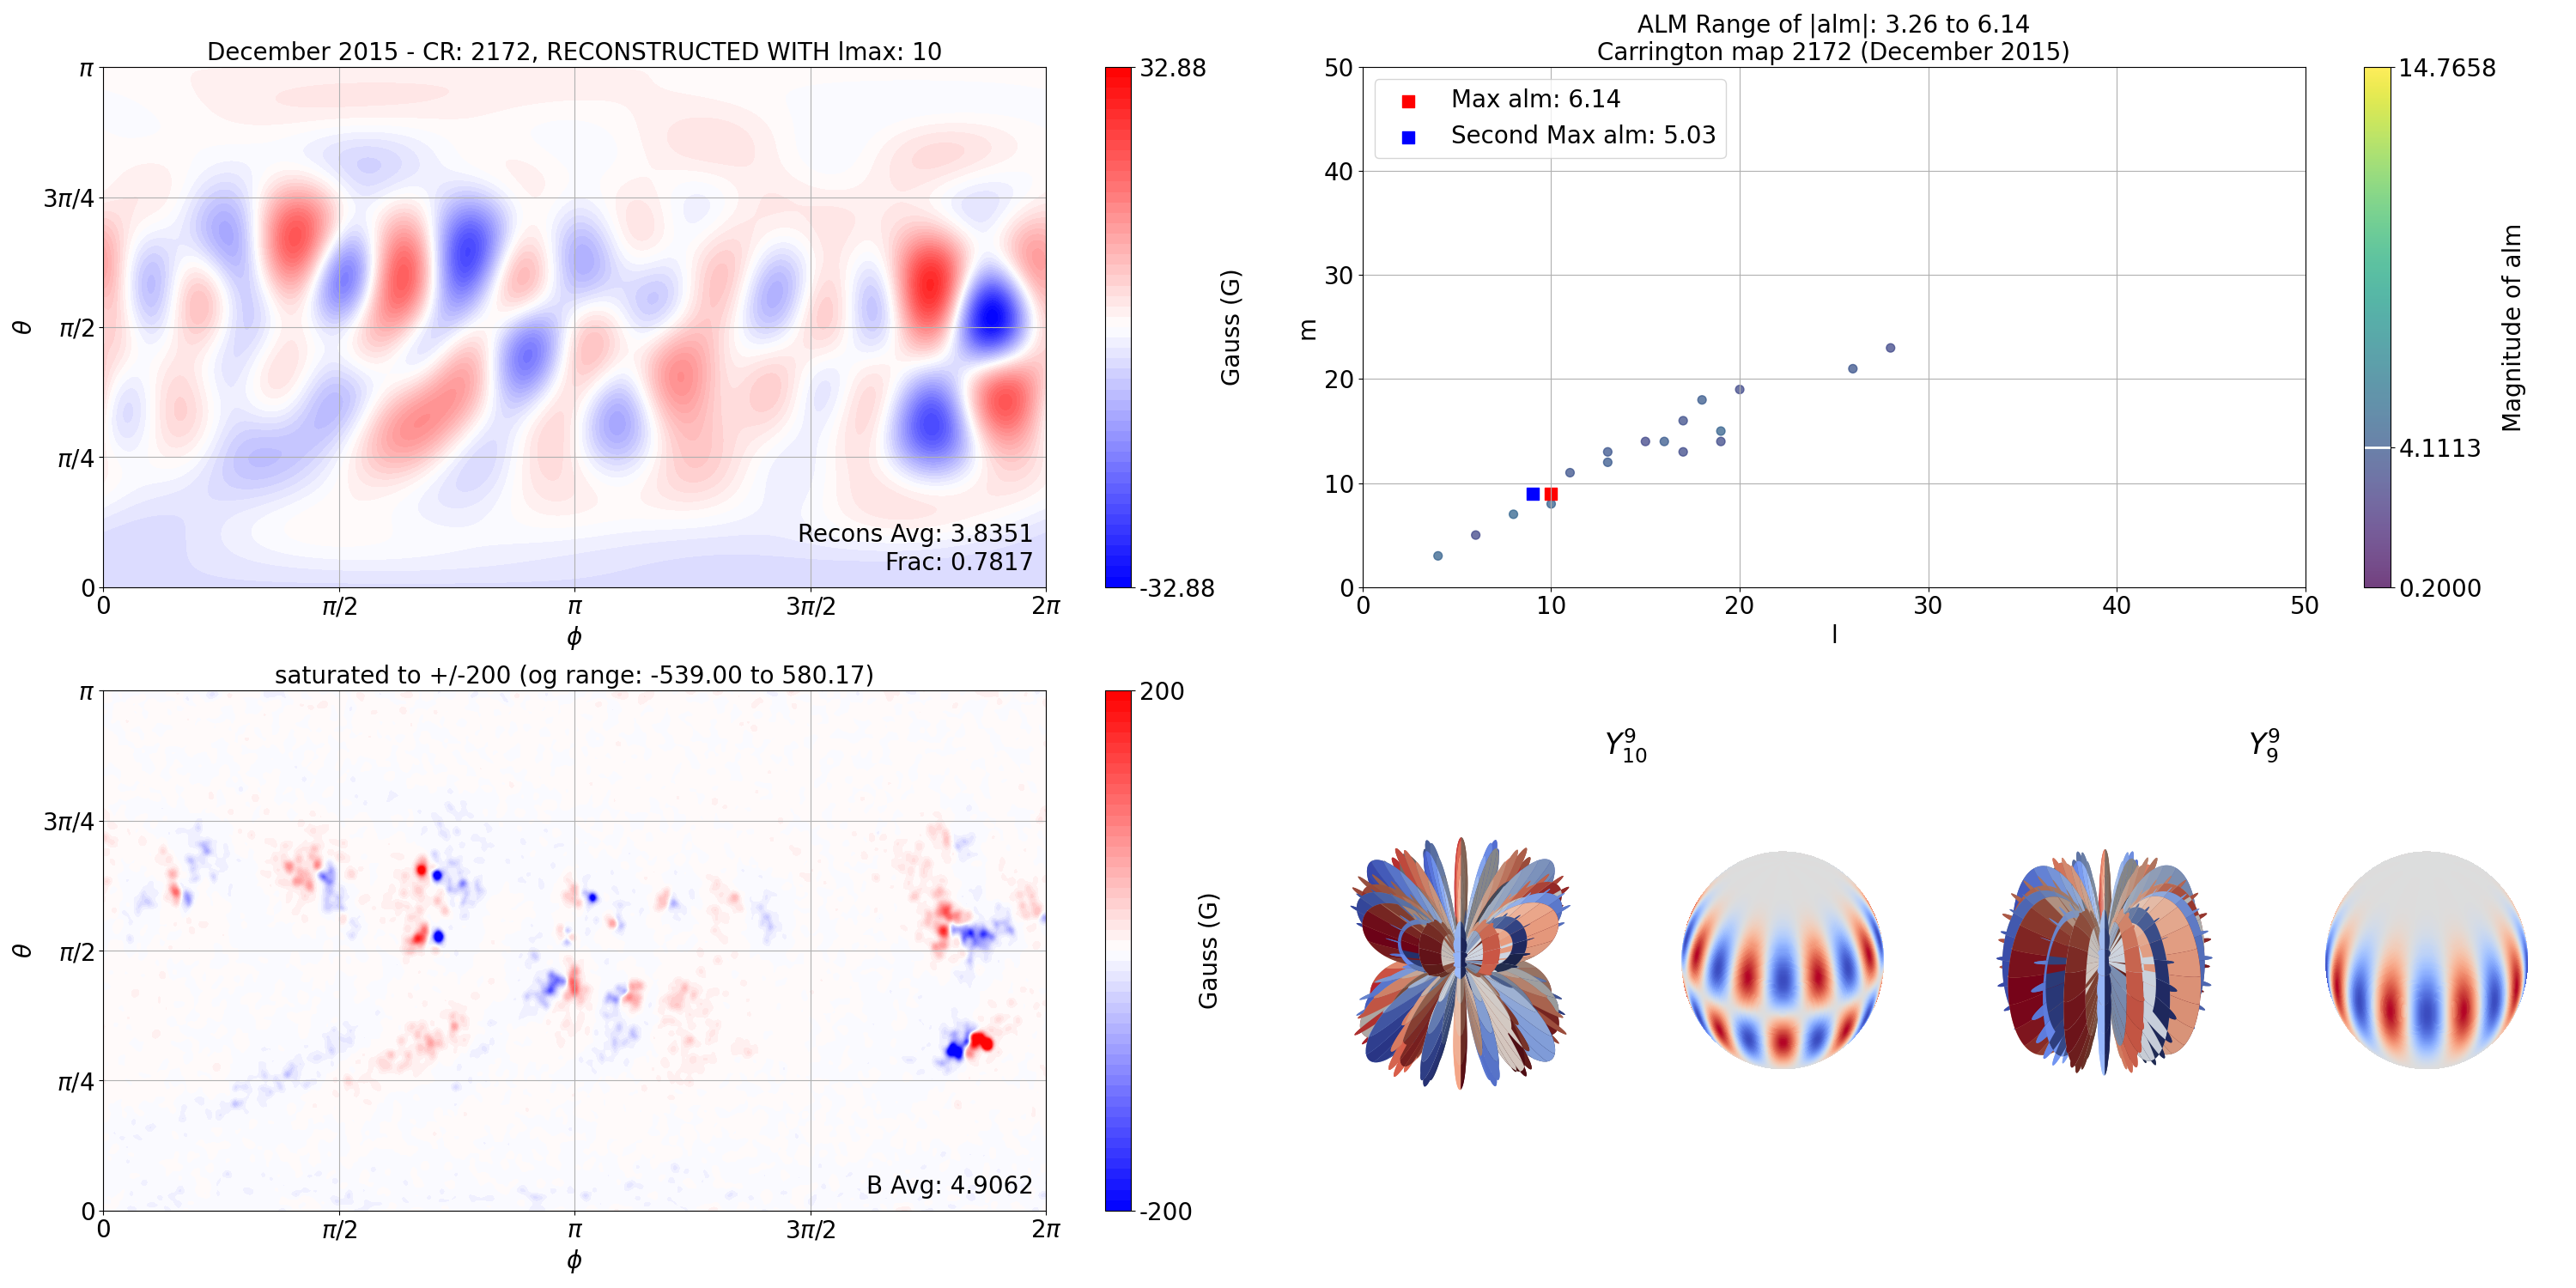 December 2015 - CR: 2172, RECONSTRUCTED WITH lmax: 10
π
3π/4
θ
π/2
π/4
0
0
π/2
π
3π/2
2π
ϕ
Recons Avg: 3.8351
Frac: 0.7817
32.88
Gauss (G)
-32.88
ALM Range of |alm|: 3.26 to 6.14
Carrington map 2172 (December 2015)
Max alm: 6.14
Second Max alm: 5.03
50
40
30
m
20
10
0
0
10
20
30
40
50
l
14.7658
Magnitude of alm
4.1113
0.2000
saturated to +/-200 (og range: -539.00 to 580.17)
π
3π/4
θ
π/2
π/4
0
0
π/2
π
3π/2
2π
ϕ
B Avg: 4.9062
200
Gauss (G)
-200
Y₁₀⁹
Y₉⁹